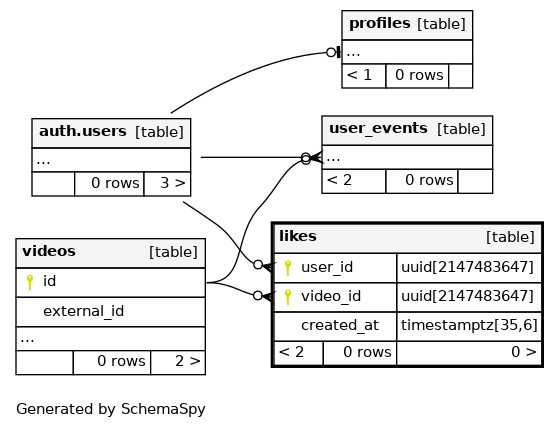 profiles [table]
...
< 1 0 rows
auth.users [table]
...
0 rows 3 >
user_events [table]
...
< 2 0 rows
videos [table]
id
external_id
...
0 rows 2 >
likes [table]
user_id uuid[2147483647]
video_id uuid[2147483647]
created_at timestamptz[35,6]
< 2 0 rows 0 >
Generated by SchemaSpy